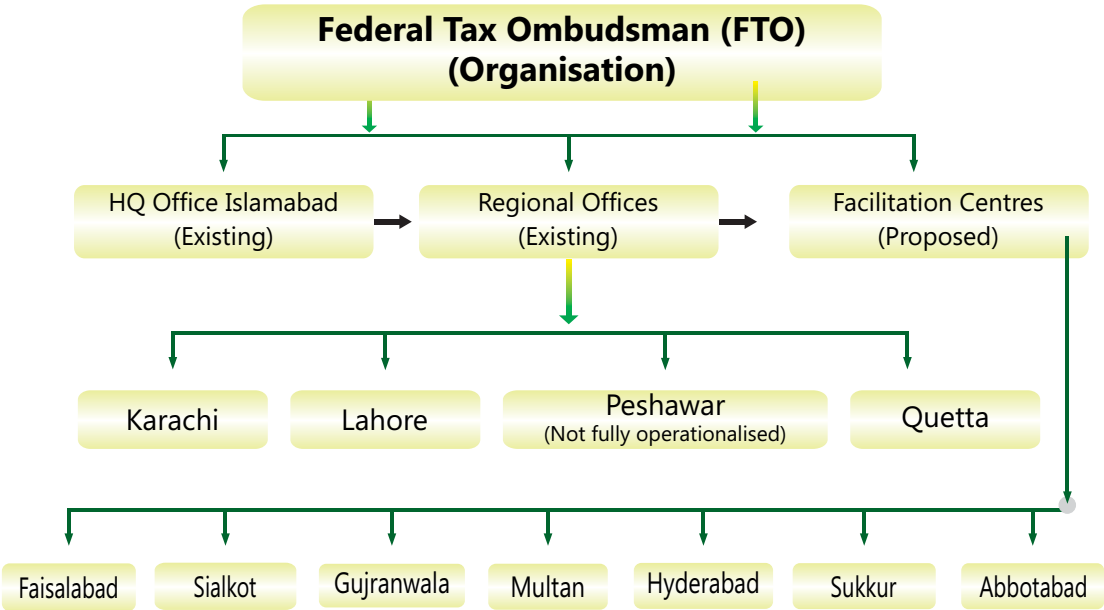 Federal Tax Ombudsman (FTO)
(Organisation)
HQ Office Islamabad
(Existing)
Regional Offices
(Existing)
Facilitation Centres
(Proposed)
Karachi
Lahore
Peshawar
(Not fully operationalised)
Quetta
Faisalabad
Sialkot
Gujranwala
Multan
Hyderabad
Sukkur
Abbotabad